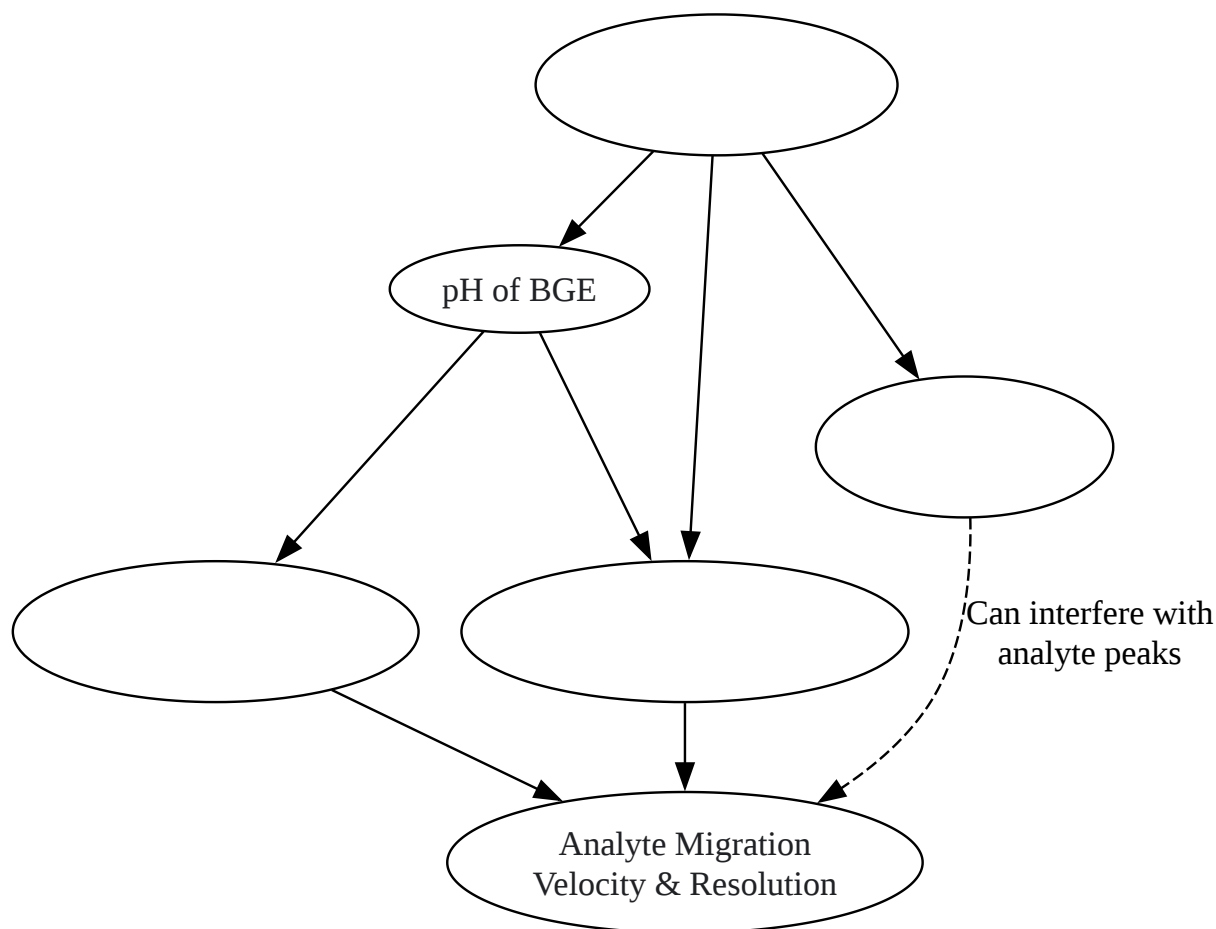 pH of BGE
Can interfere with
analyte peaks
Analyte Migration
Velocity & Resolution